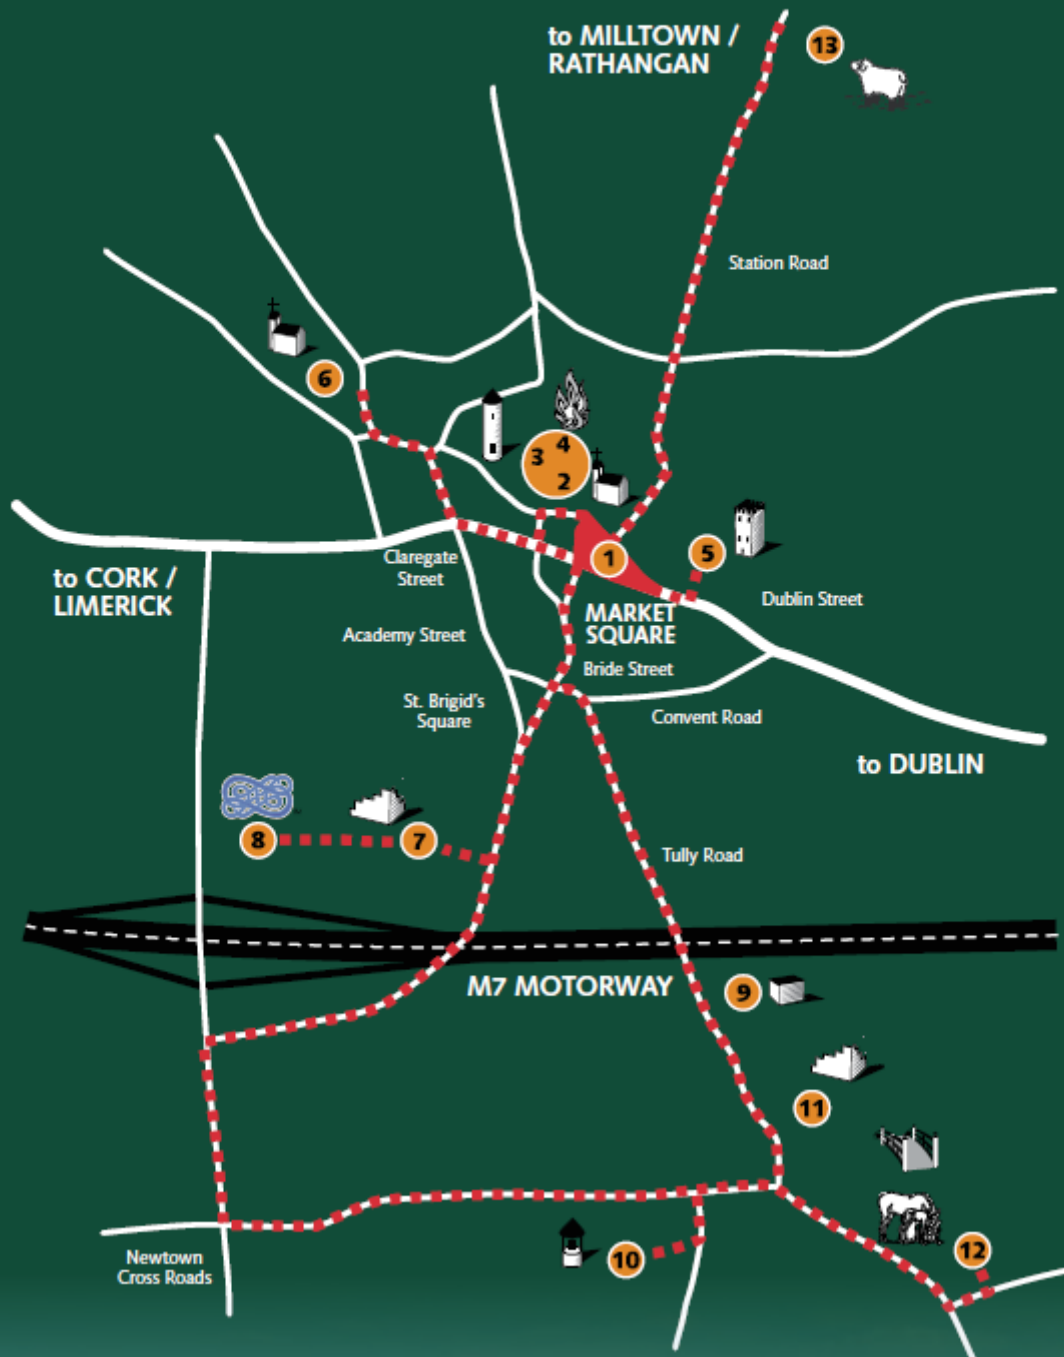 to MILLTOWN /
RATHANGAN
13
Station Road
6
4
3
2
1
5
to CORK /
LIMERICK
Claregate
Street
Dublin Street
MARKET
SQUARE
Academy Street
Bride Street
St. Brigid's
Square
Convent Road
to DUBLIN
8
7
Tully Road
M7 MOTORWAY
9
11
Newtown
Cross Roads
10
12